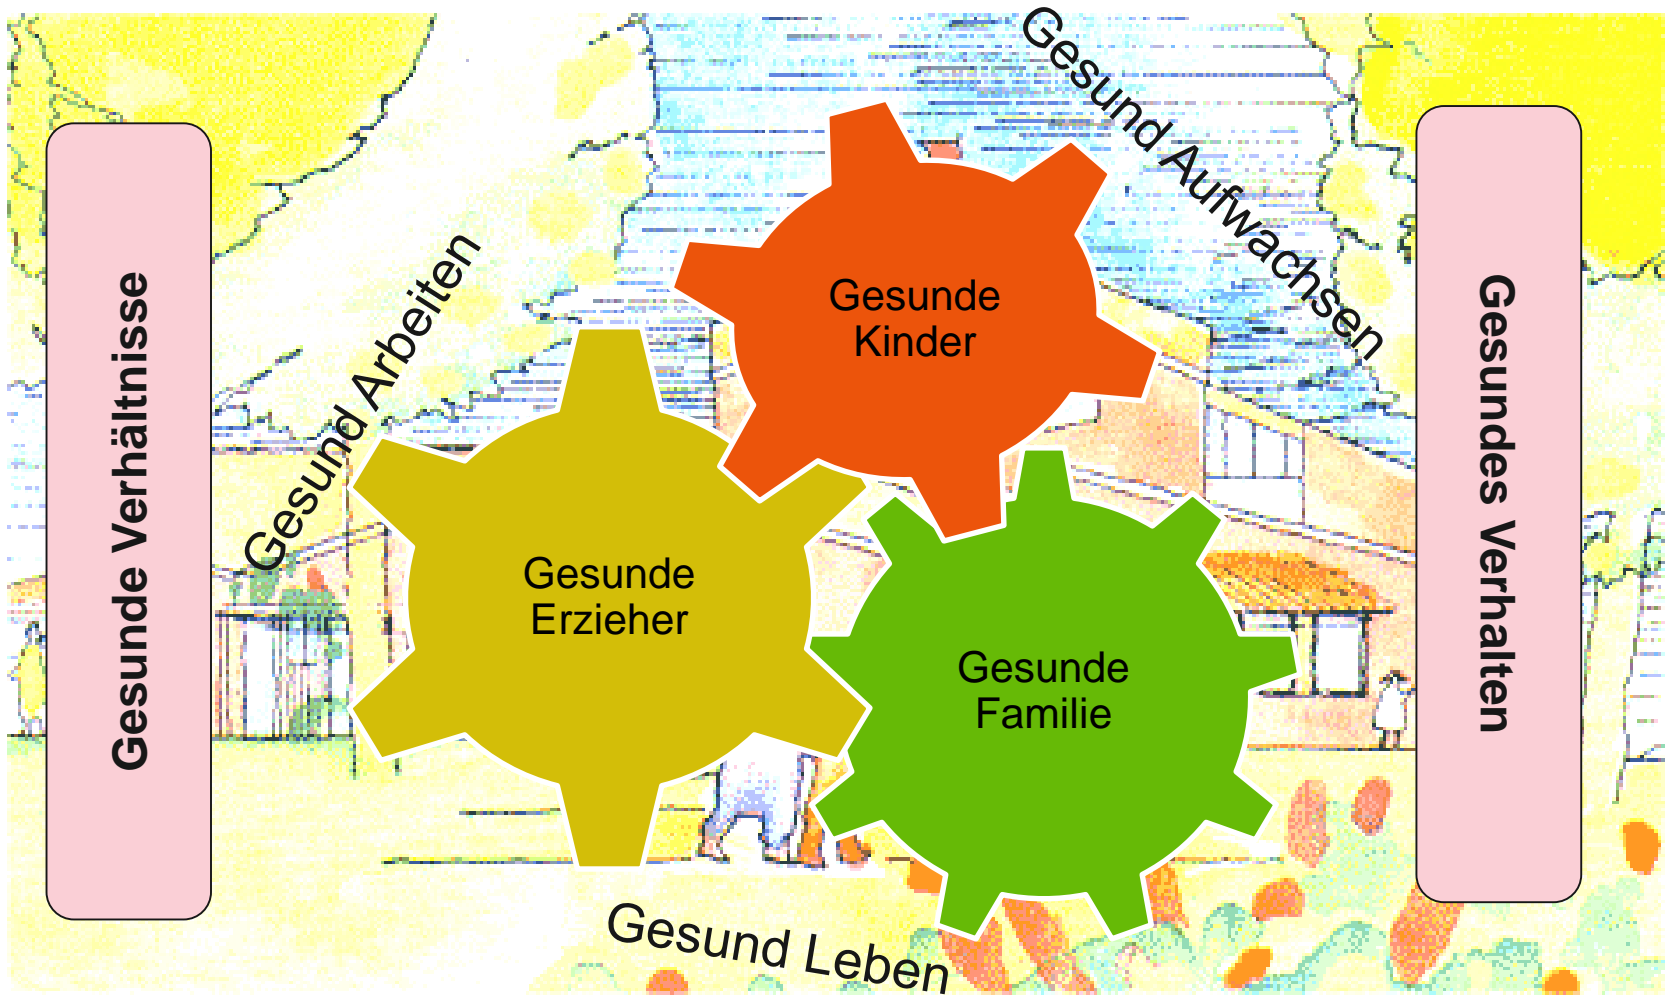 Gesund Aufwachsen
Gesunde Verhältnisse
Gesund Arbeiten
Gesunde
Kinder
Gesundes Verhalten
Gesunde
Erzieher
Gesunde
Familie
Gesund Leben